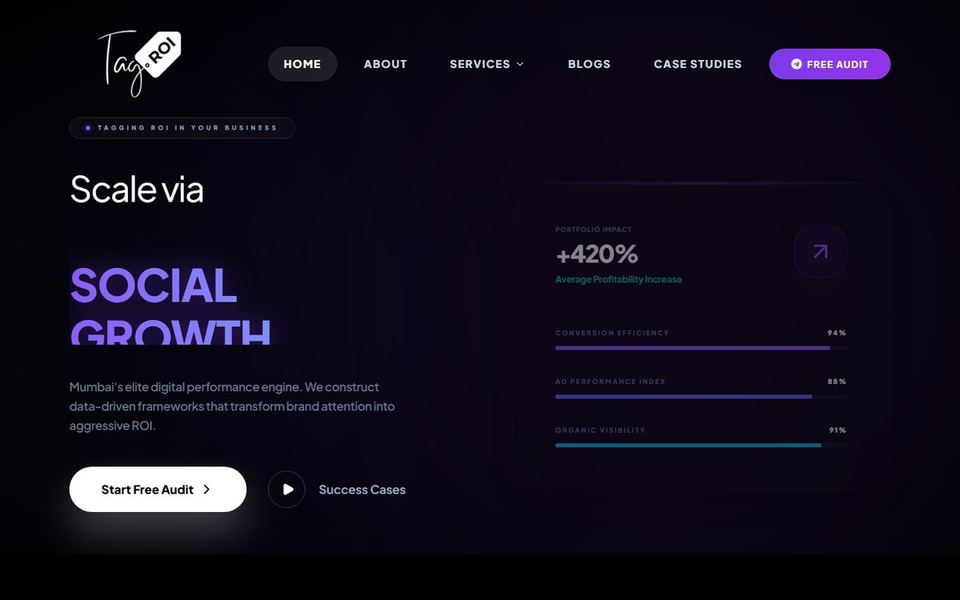 Tag ROI
HOME
ABOUT
SERVICES
BLOGS
CASE STUDIES
FREE AUDIT
TAGGING ROI IN YOUR BUSINESS
Scale via
SOCIAL
GROWTH
Mumbai's elite digital performance engine. We construct
data-driven frameworks that transform brand attention into
aggressive ROI.
Start Free Audit
Success Cases
PORTFOLIO IMPACT
+420%
Average Profitability Increase
CONVERSION EFFICIENCY 94%
AD PERFORMANCE INDEX 88%
ORGANIC VISIBILITY 91%